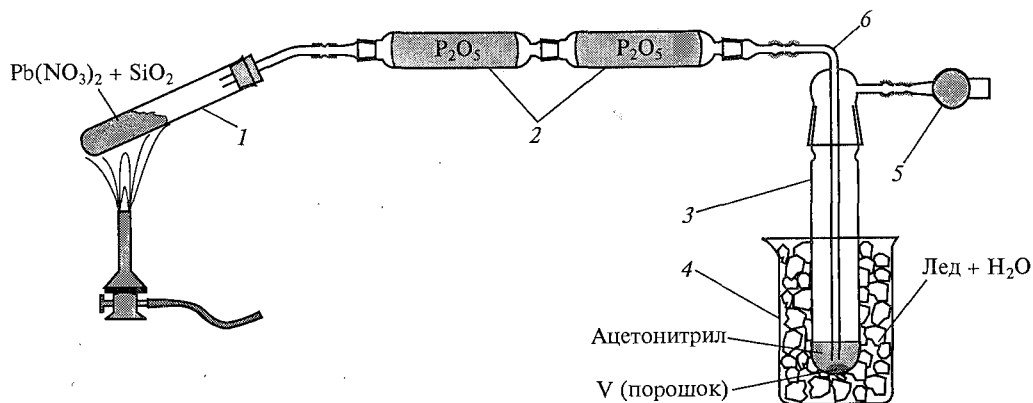 6
P₂O₅ P₂O₅
Pb(NO₃)₂ + SiO₂
1
2
5
3
4
Лед + H₂O
Ацетонитрил
V (порошок)